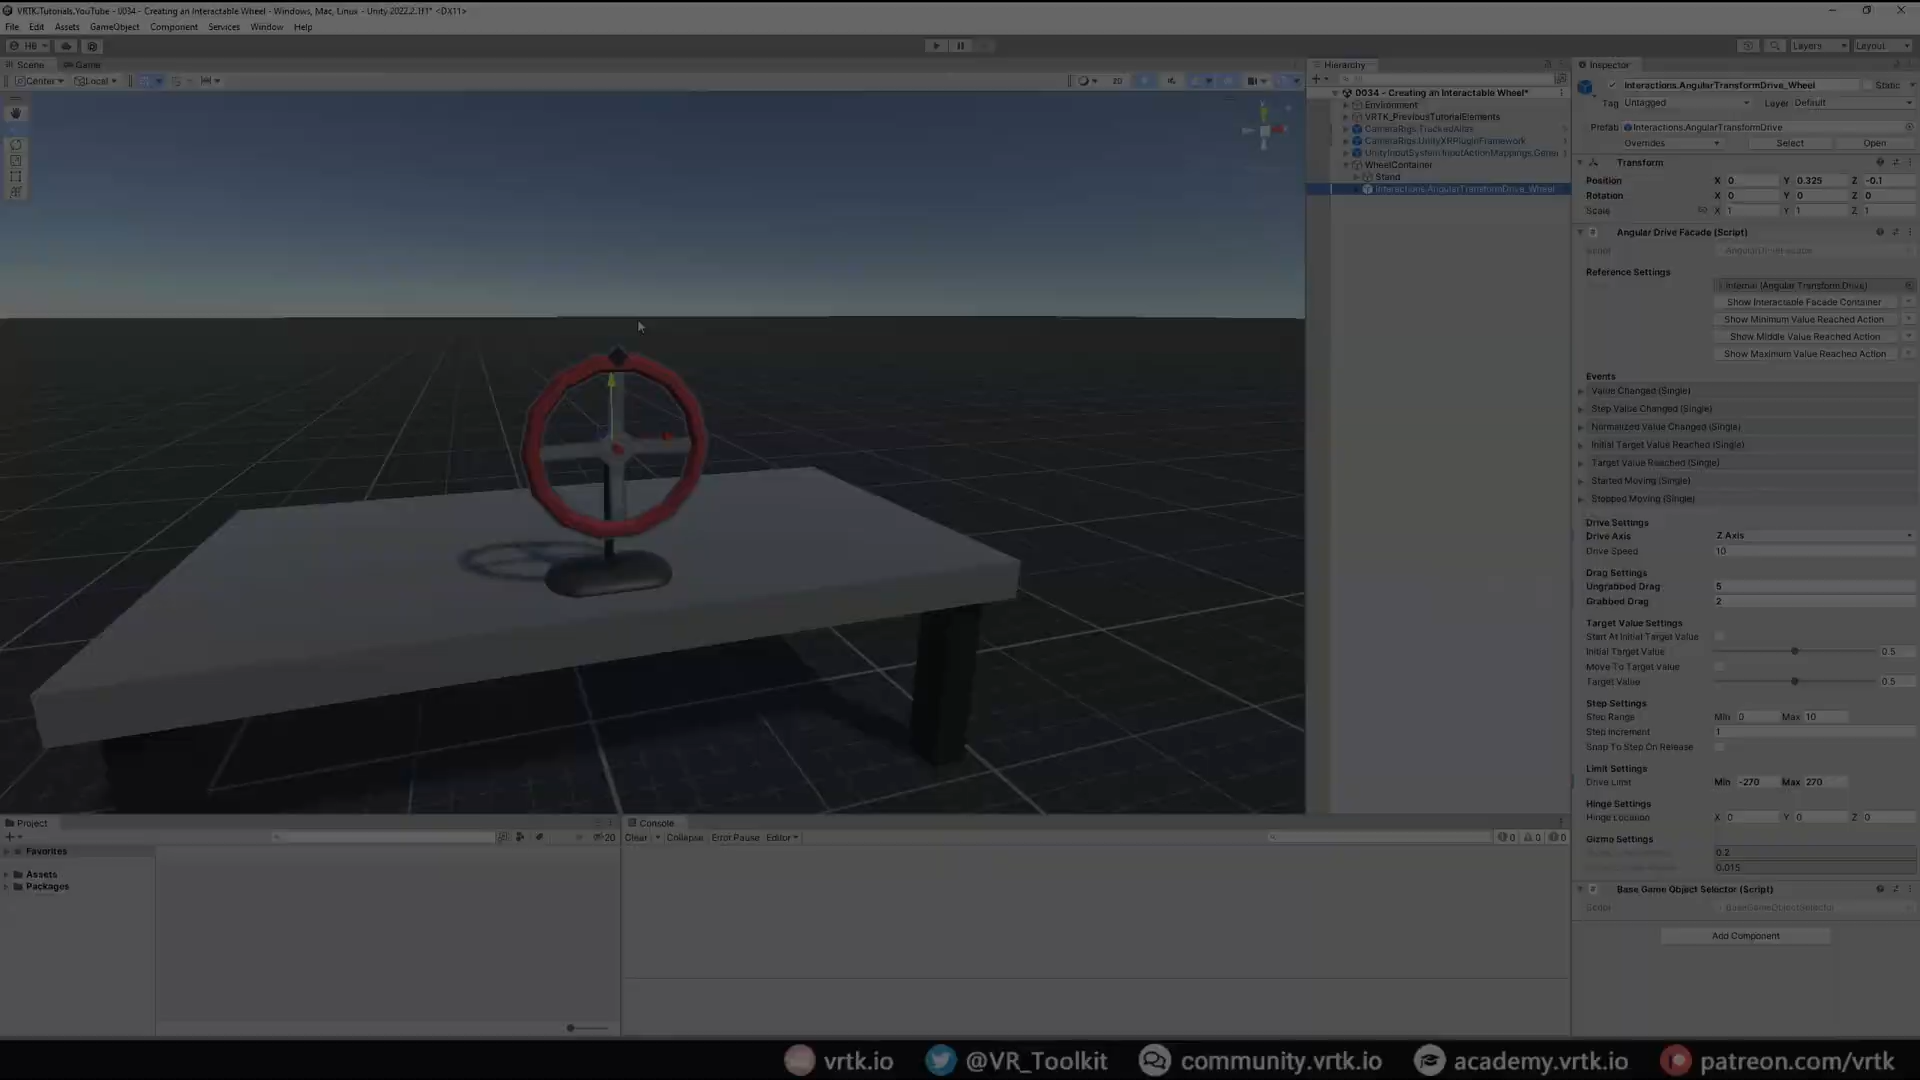 VRTK.Tutorials.YouTube - 0034 - Creating an Interactable Wheel - Windows, Mac, Linux - Unity 2022.2.1f1* <DX11>
File Edit Assets GameObject Component Services Window Help
HB Layers Layout
Scene Game
Center Local 2D
Hierarchy
All
0034 - Creating an Interactable Wheel*
Environment
VRTK_PreviousTutorialElements
CameraRigs.TrackedAlias
CameraRigs.UnityXRPluginFramework
UnityInputSystem.InputActionMappings.Gener
WheelContainer
Stand
Interactions.AngularTransformDrive_Wheel
Inspector
Interactions.AngularTransformDrive_Wheel Static
Tag Untagged Layer Default
Prefab Interactions.AngularTransformDrive
Overrides Select Open
Transform
Position X 0 Y 0.325 Z -0.1
Rotation X 0 Y 0 Z 0
Scale X 1 Y 1 Z 1
Angular Drive Facade (Script)
Script AngularDriveFacade
Reference Settings
Internal (Angular Transform Drive)
Show Interactable Facade Container
Show Minimum Value Reached Action
Show Middle Value Reached Action
Show Maximum Value Reached Action
Events
Value Changed (Single)
Step Value Changed (Single)
Normalized Value Changed (Single)
Initial Target Value Reached (Single)
Target Value Reached (Single)
Started Moving (Single)
Stopped Moving (Single)
Drive Settings
Drive Axis Z Axis
Drive Speed 10
Drag Settings
Ungrabbed Drag 5
Grabbed Drag 2
Target Value Settings
Start At Initial Target Value
Initial Target Value 0.5
Move To Target Value
Target Value 0.5
Step Settings
Step Range Min 0 Max 10
Step Increment 1
Snap To Step On Release
Limit Settings
Drive Limit Min -270 Max 270
Hinge Settings
Hinge Location X 0 Y 0 Z 0
Gizmo Settings
0.2
0.015
Base Game Object Selector (Script)
Script BaseGameObjectSelector
Add Component
Project
20
Favorites
Assets
Packages
Console
Clear Collapse Error Pause Editor 0 0 0
vrtk.io @VR_Toolkit community.vrtk.io academy.vrtk.io patreon.com/vrtk